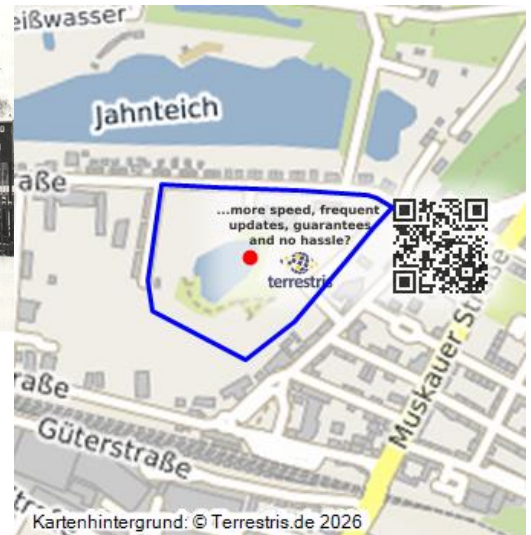 eißwasser
Jahnteich
raße
...more speed, frequent
updates, guarantees
and no hassle?
terrestris
Muskauer Straße
raße
Güterstraße
Kartenhintergrund: © Terrestris.de 2026